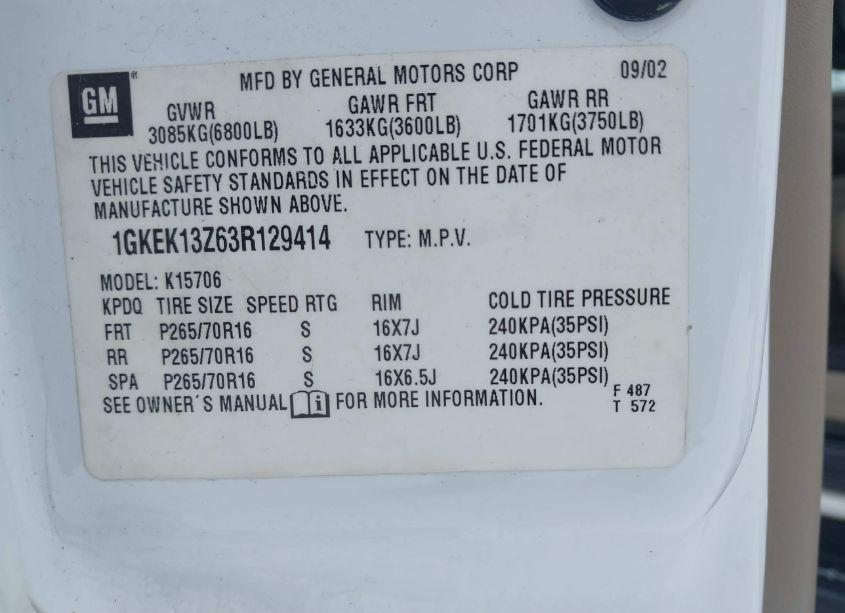 GM ® MFD BY GENERAL MOTORS CORP 09/02
GVWR GAWR FRT GAWR RR
3085KG(6800LB) 1633KG(3600LB) 1701KG(3750LB)
THIS VEHICLE CONFORMS TO ALL APPLICABLE U.S. FEDERAL MOTOR
VEHICLE SAFETY STANDARDS IN EFFECT ON THE DATE OF
MANUFACTURE SHOWN ABOVE.
1GKEK13Z63R129414 TYPE: M.P.V.
MODEL: K15706
KPDQ TIRE SIZE SPEED RTG RIM COLD TIRE PRESSURE
FRT P265/70R16 S 16X7J 240KPA(35PSI)
RR P265/70R16 S 16X7J 240KPA(35PSI)
SPA P265/70R16 S 16X6.5J 240KPA(35PSI)
SEE OWNER´S MANUAL i FOR MORE INFORMATION.
F 487
T 572